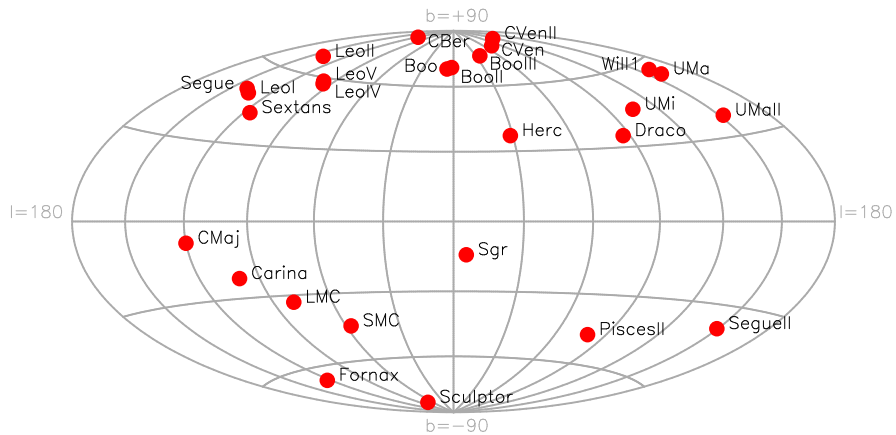 b=+90
CVenII
CBer
CVen
LeoII
BooIII
Boo
BooII
Will1
UMa
LeoV
Segue
LeoI
LeoIV
Sextans
UMi
UMaII
Herc
Draco
l=180
l=180
CMaj
Sgr
Carina
LMC
SMC
PiscesII
SegueII
Fornax
Sculptor
b=−90